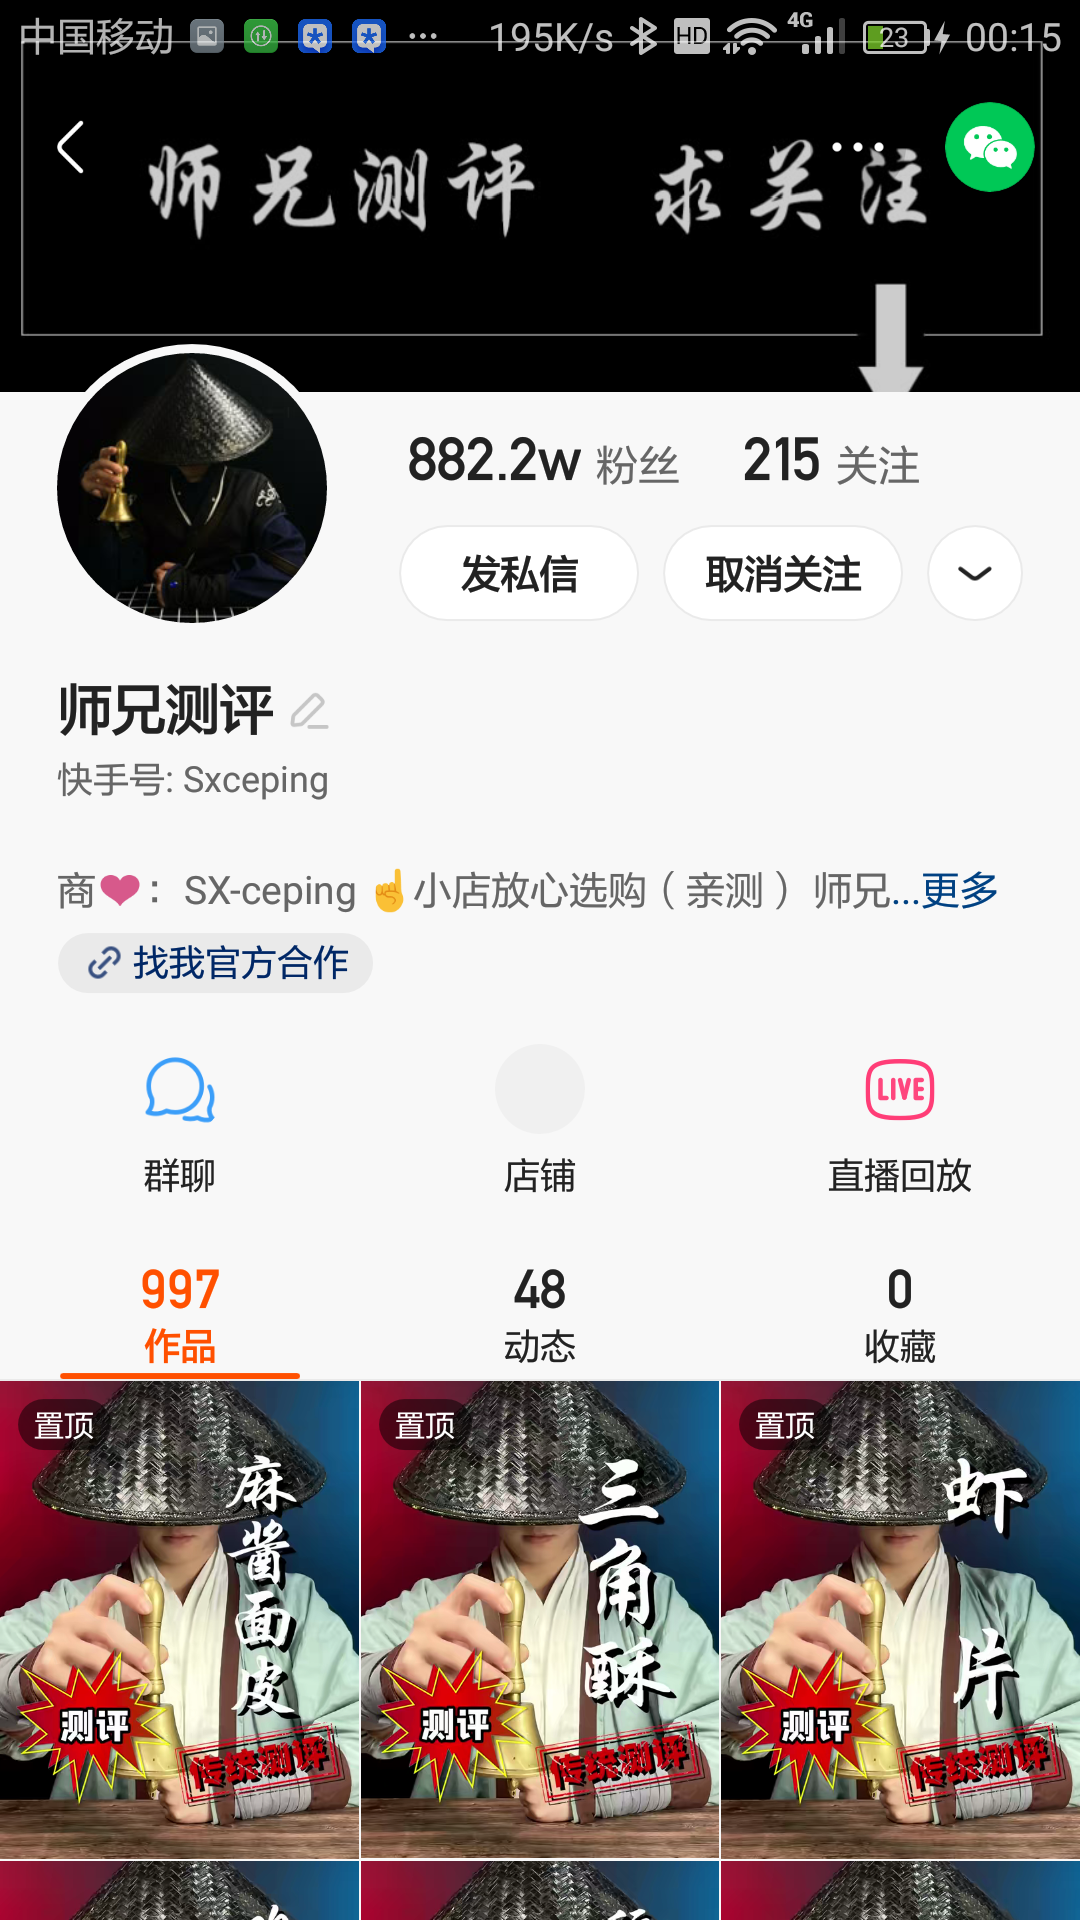 中国移动 ... 195K/s HD 4G 23 00:15
师兄测评 求关注
882.2w 粉丝 215 关注
发私信 取消关注
师兄测评
快手号: Sxceping
商❤️：SX-ceping ☝️小店放心选购（亲测） 师兄...更多
找我官方合作
LIVE
群聊 店铺 直播回放
997 48 0
作品 动态 收藏
置顶 置顶 置顶
麻酱面皮 三角酥 虾片
测评 测评 测评
传统测评 传统测评 传统测评